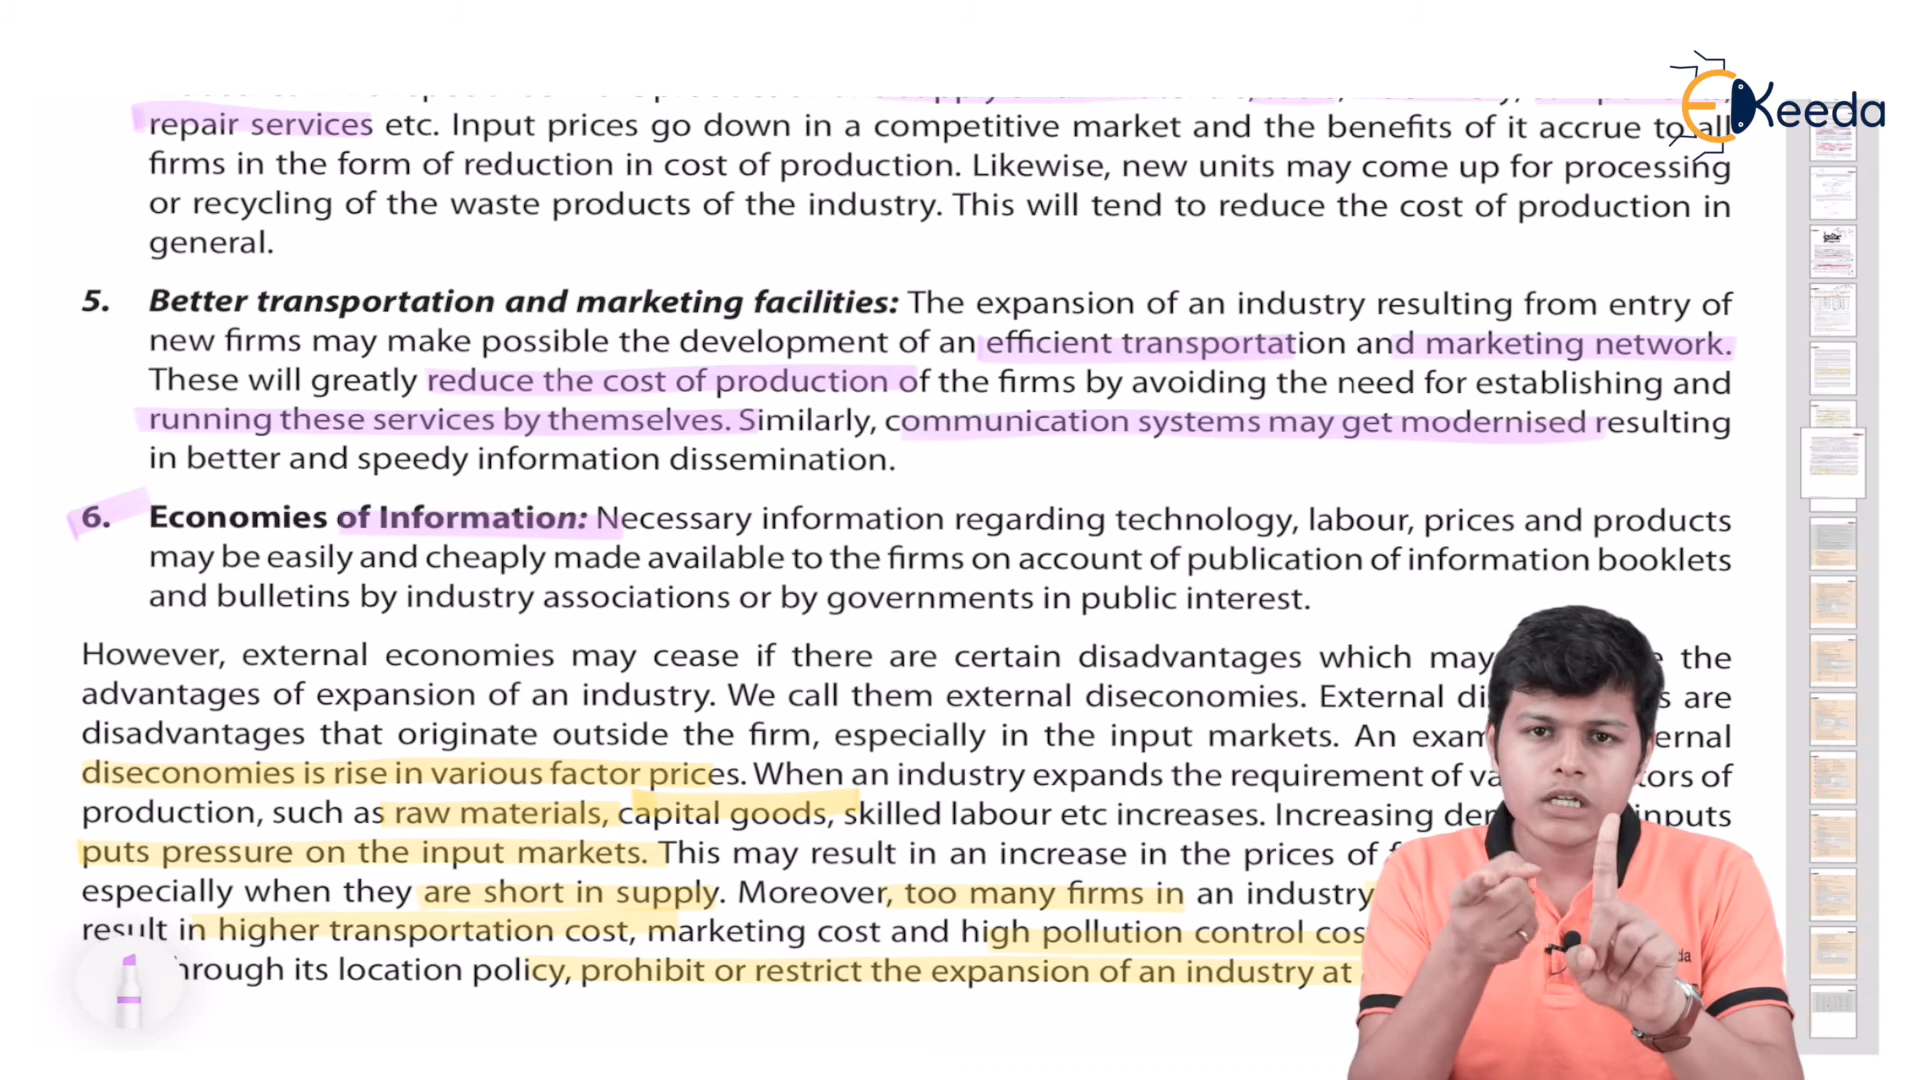 EKeeda
repair services etc. Input prices go down in a competitive market and the benefits of it accrue to all
firms in the form of reduction in cost of production. Likewise, new units may come up for processing
or recycling of the waste products of the industry. This will tend to reduce the cost of production in
general.
5. Better transportation and marketing facilities: The expansion of an industry resulting from entry of
new firms may make possible the development of an efficient transportation and marketing network.
These will greatly reduce the cost of production of the firms by avoiding the need for establishing and
running these services by themselves. Similarly, communication systems may get modernised resulting
in better and speedy information dissemination.
6. Economies of Information: Necessary information regarding technology, labour, prices and products
may be easily and cheaply made available to the firms on account of publication of information booklets
and bulletins by industry associations or by governments in public interest.
However, external economies may cease if there are certain disadvantages which may the
advantages of expansion of an industry. We call them external diseconomies. External are
disadvantages that originate outside the firm, especially in the input markets. An
diseconomies is rise in various factor prices. When an industry expands the requirement of
production, such as raw materials, capital goods, skilled labour etc increases. Increasing inputs
puts pressure on the input markets. This may result in an increase in the prices of
especially when they are short in supply. Moreover, too many firms in an industry
result in higher transportation cost, marketing cost and high pollution control
through its location policy, prohibit or restrict the expansion of an industry at